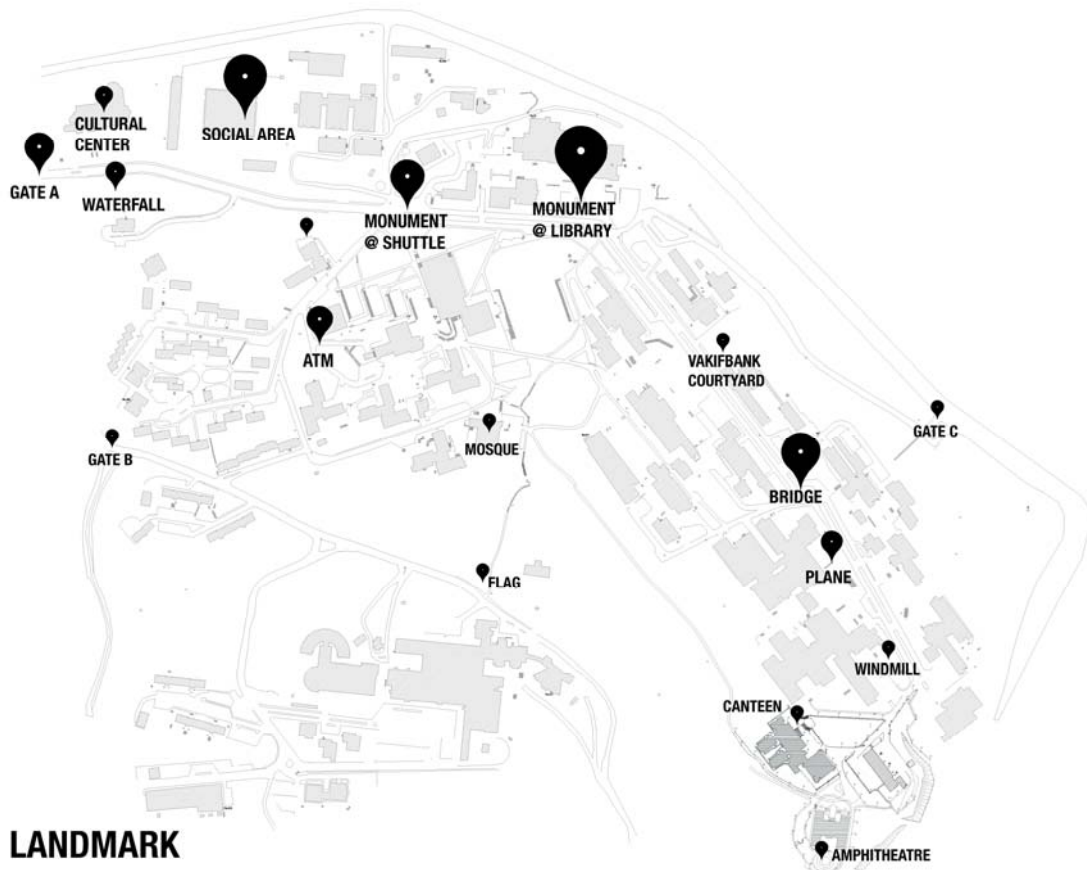 CULTURAL
CENTER
SOCIAL AREA
GATE A
WATERFALL
MONUMENT
@ SHUTTLE
MONUMENT
@ LIBRARY
ATM
VAKIFBANK
COURTYARD
GATE C
GATE B
MOSQUE
BRIDGE
FLAG
PLANE
WINDMILL
CANTEEN
LANDMARK
AMPHITHEATRE